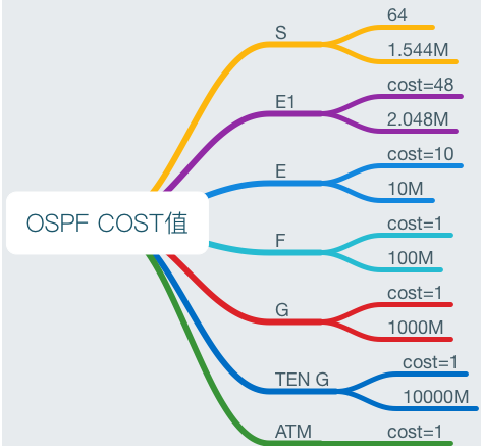 OSPF COST值
S
64
1.544M
E1
cost=48
2.048M
E
cost=10
10M
F
cost=1
100M
G
cost=1
1000M
TEN G
cost=1
10000M
ATM
cost=1